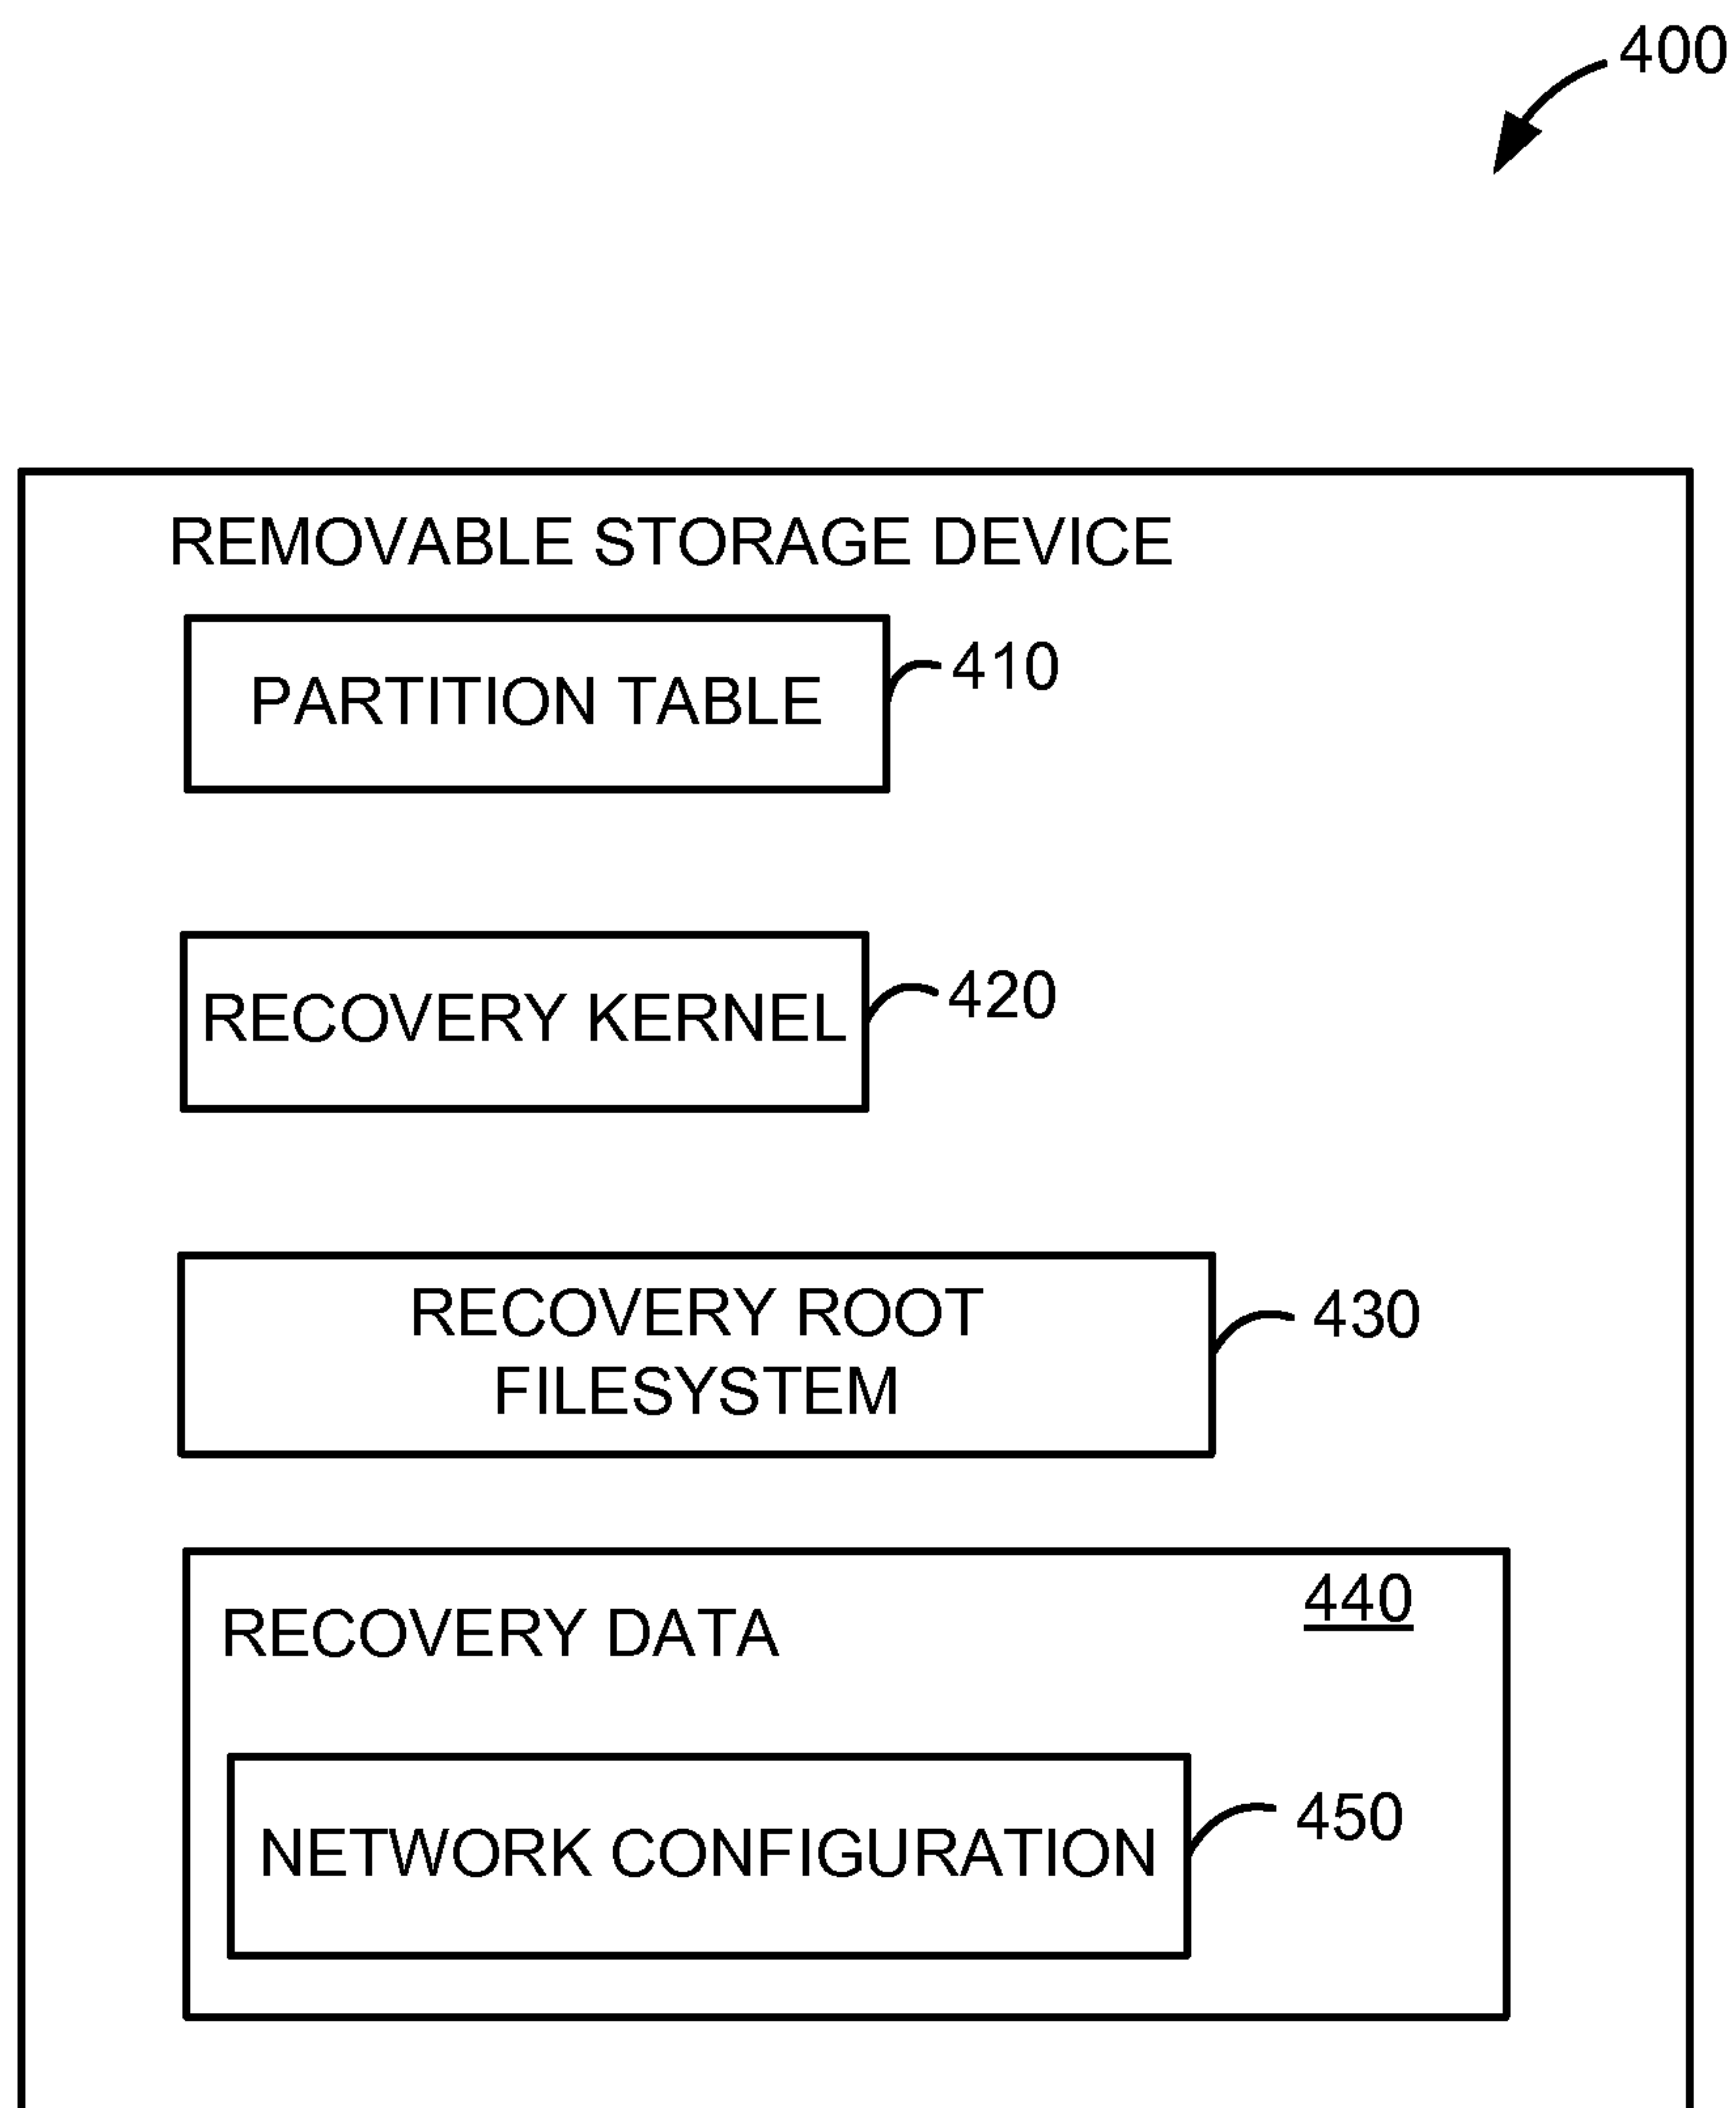 400
REMOVABLE STORAGE DEVICE
PARTITION TABLE
410
RECOVERY KERNEL
420
RECOVERY ROOT
FILESYSTEM
430
440
RECOVERY DATA
NETWORK CONFIGURATION
450